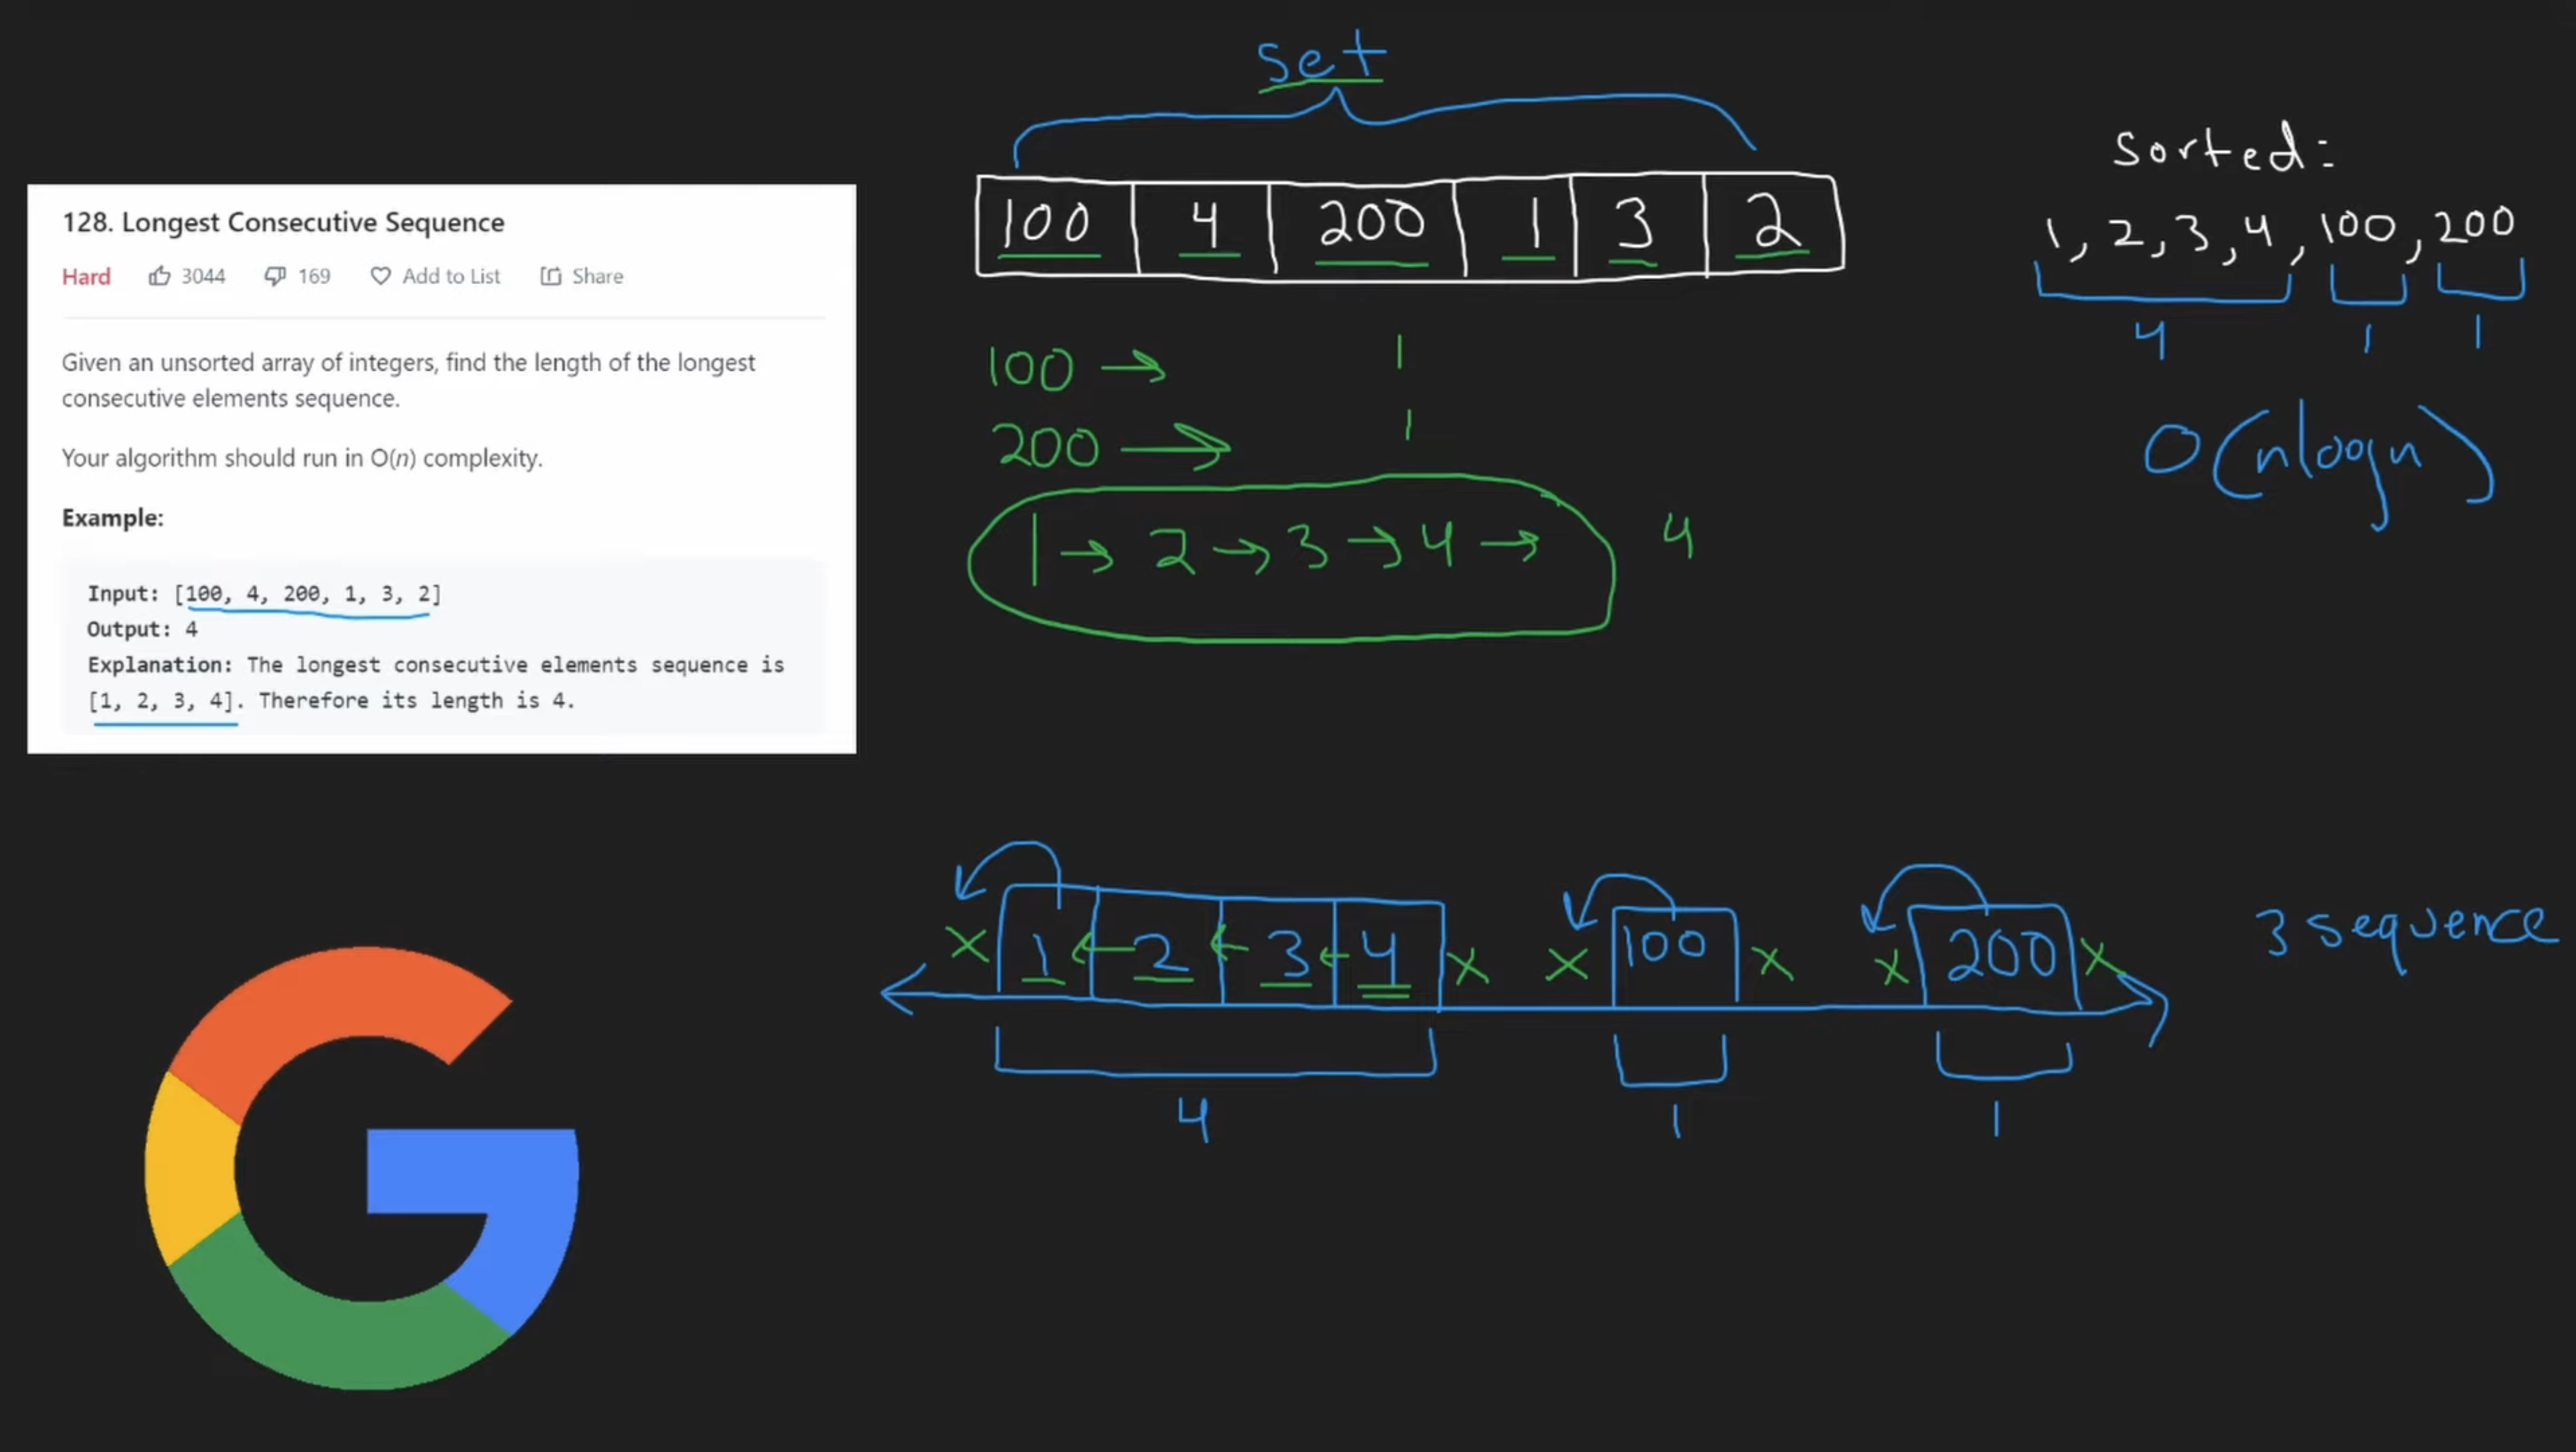 128. Longest Consecutive Sequence
Hard 3044 169 Add to List Share
Given an unsorted array of integers, find the length of the longest
consecutive elements sequence.
Your algorithm should run in O(n) complexity.
Example:
Input: [100, 4, 200, 1, 3, 2]
Output: 4
Explanation: The longest consecutive elements sequence is
[1, 2, 3, 4]. Therefore its length is 4.
set
100 4 200 1 3 2
100 → 1
200 → 1
1 → 2 → 3 → 4 → 4
Sorted:
1, 2, 3, 4, 100, 200
4 1 1
O(nlogn)
x 1 ← 2 ← 3 ← 4 x x 100 x x 200 x
4 1 1
3 sequence
G